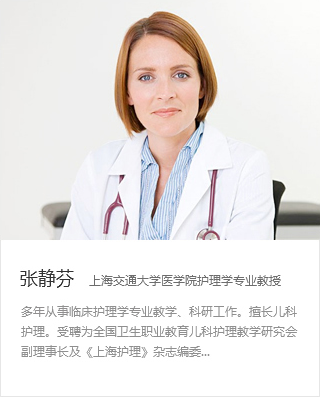 张静芬 上海交通大学医学院护理学专业教授
多年从事临床护理学专业教学、科研工作。擅长儿科
护理。受聘为全国卫生职业教育儿科护理教学研究会
副理事长及《上海护理》杂志编委...